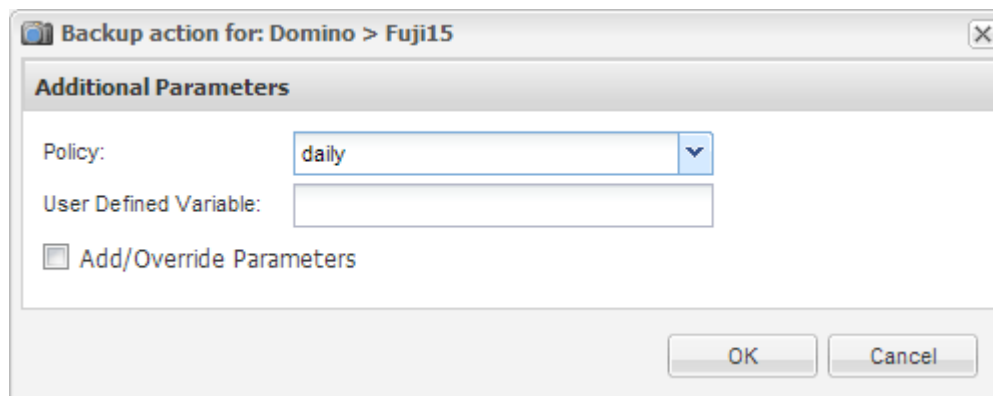 Backup action for: Domino > Fuji15
Additional Parameters
Policy: daily
User Defined Variable:
Add/Override Parameters
OK Cancel